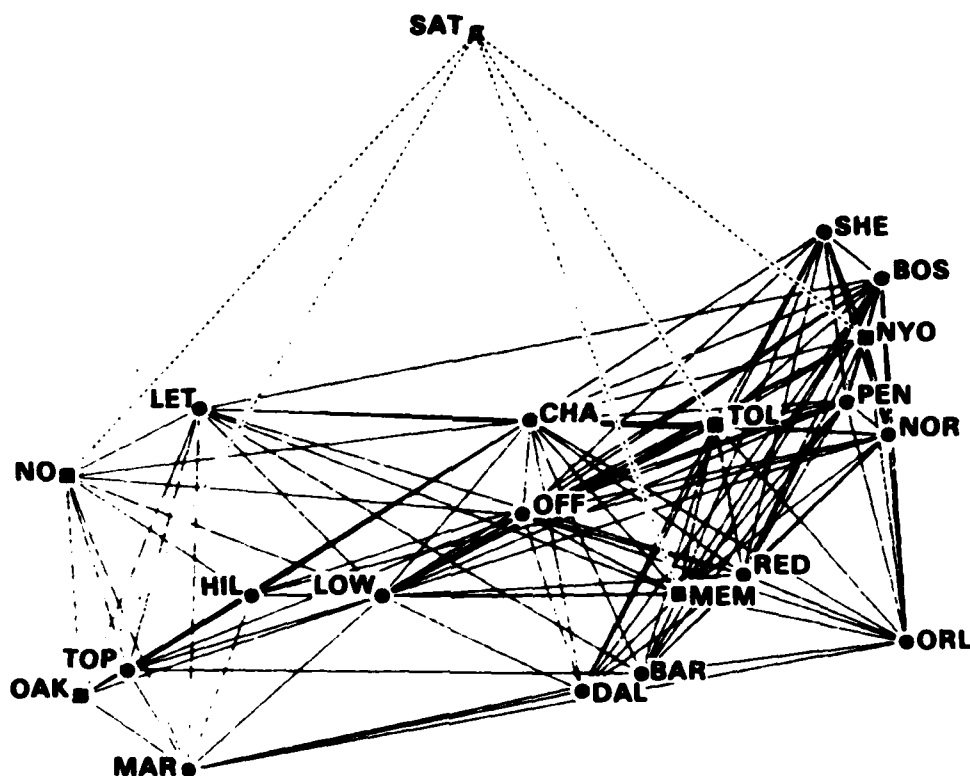 SAT
SHE
BOS
NYO
LET
PEN
CHA
TOL
NOR
NO
OFF
RED
HIL
LOW
MEM
ORL
TOP
BAR
OAK
DAL
MAR